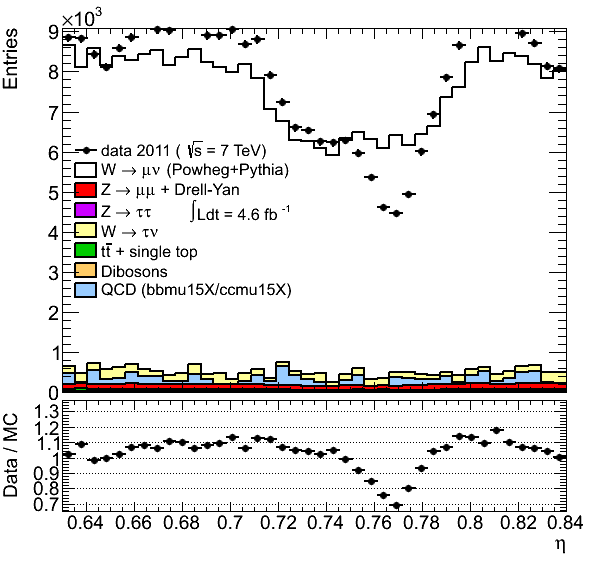 ×10³
Entries
9
8
7
6
5
4
3
2
1
0
data 2011 ( √s = 7 TeV)
W → μν (Powheg+Pythia)
Z → μμ + Drell-Yan
Z → ττ ∫Ldt = 4.6 fb⁻¹
W → τν
tt̄ + single top
Dibosons
QCD (bbmu15X/ccmu15X)
Data / MC
1.3
1.2
1.1
1
0.9
0.8
0.7
0.64 0.66 0.68 0.7 0.72 0.74 0.76 0.78 0.8 0.82 0.84
η